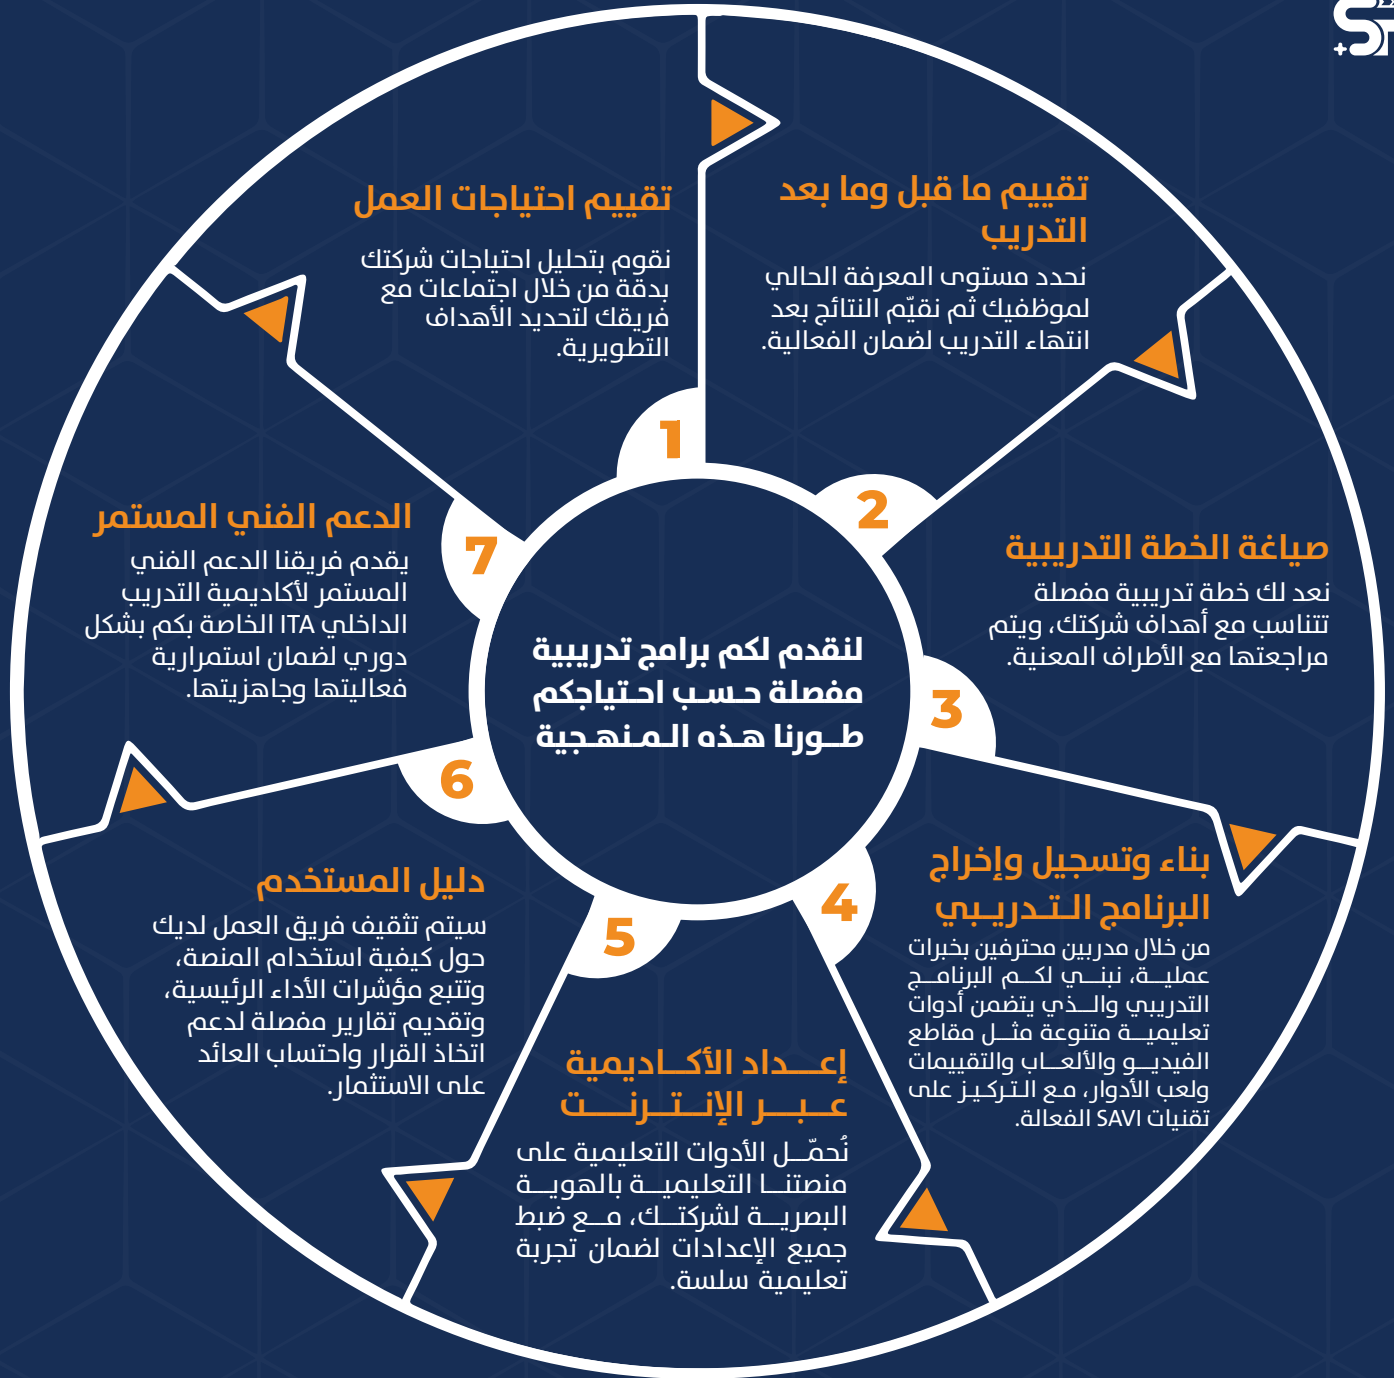 تقييم احتياجات العمل
نقوم بتحليل احتياجات شركتك
بدقة من خلال اجتماعات مع
فريقك لتحديد الأهداف
التطويرية.
1
تقييم ما قبل وما بعد
التدريب
نحدد مستوى المعرفة الحالي
لموظفيك ثم نقيّم النتائج بعد
انتهاء التدريب لضمان الفعالية.
2
صياغة الخطة التدريبية
نعد لك خطة تدريبية مفصلة
تتناسب مع أهداف شركتك، ويتم
مراجعتها مع الأطراف المعنية.
3
بناء وتسجيل وإخراج
البرنامج التدريبي
من خلال مدربين محترفين بخبرات
عملية، نبني لكم البرنامج
التدريبي والذي يتضمن أدوات
تعليمية متنوعة مثل مقاطع
الفيديو والألعاب والتقييمات
ولعب الأدوار، مع التركيز على
تقنيات SAVI الفعالة.
4
إعداد الأكاديمية
عبر الإنترنت
نُحمّل الأدوات التعليمية على
منصتنا التعليمية بالهوية
البصرية لشركتك، مع ضبط
جميع الإعدادات لضمان تجربة
تعليمية سلسة.
5
دليل المستخدم
سيتم تثقيف فريق العمل لديك
حول كيفية استخدام المنصة،
وتتبع مؤشرات الأداء الرئيسية،
وتقديم تقارير مفصلة لدعم
اتخاذ القرار واحتساب العائد
على الاستثمار.
6
الدعم الفني المستمر
يقدم فريقنا الدعم الفني
المستمر لأكاديمية التدريب
الداخلي ITA الخاصة بكم بشكل
دوري لضمان استمرارية
فعاليتها وجاهزيتها.
7
لنقدم لكم برامج تدريبية
مفصلة حسب احتياجكم
طورنا هذه المنهجية